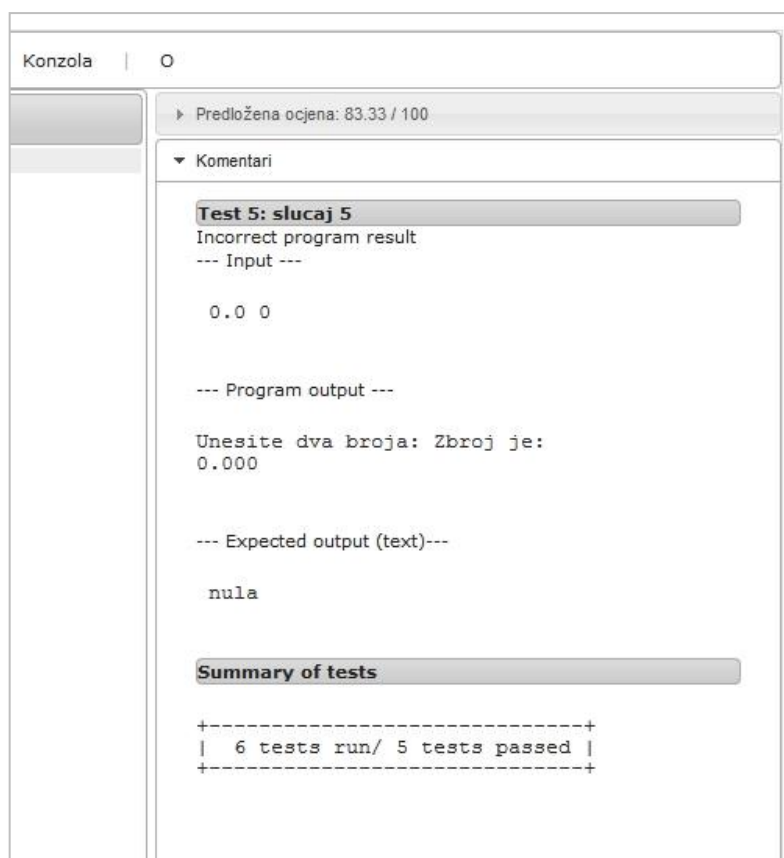 Konzola | O
Predložena ocjena: 83.33 / 100
Komentari
Test 5: slucaj 5
Incorrect program result
--- Input ---
0.0 0
--- Program output ---
Unesite dva broja: Zbroj je:
0.000
--- Expected output (text)---
nula
Summary of tests
+------------------------------+
| 6 tests run/ 5 tests passed |
+------------------------------+